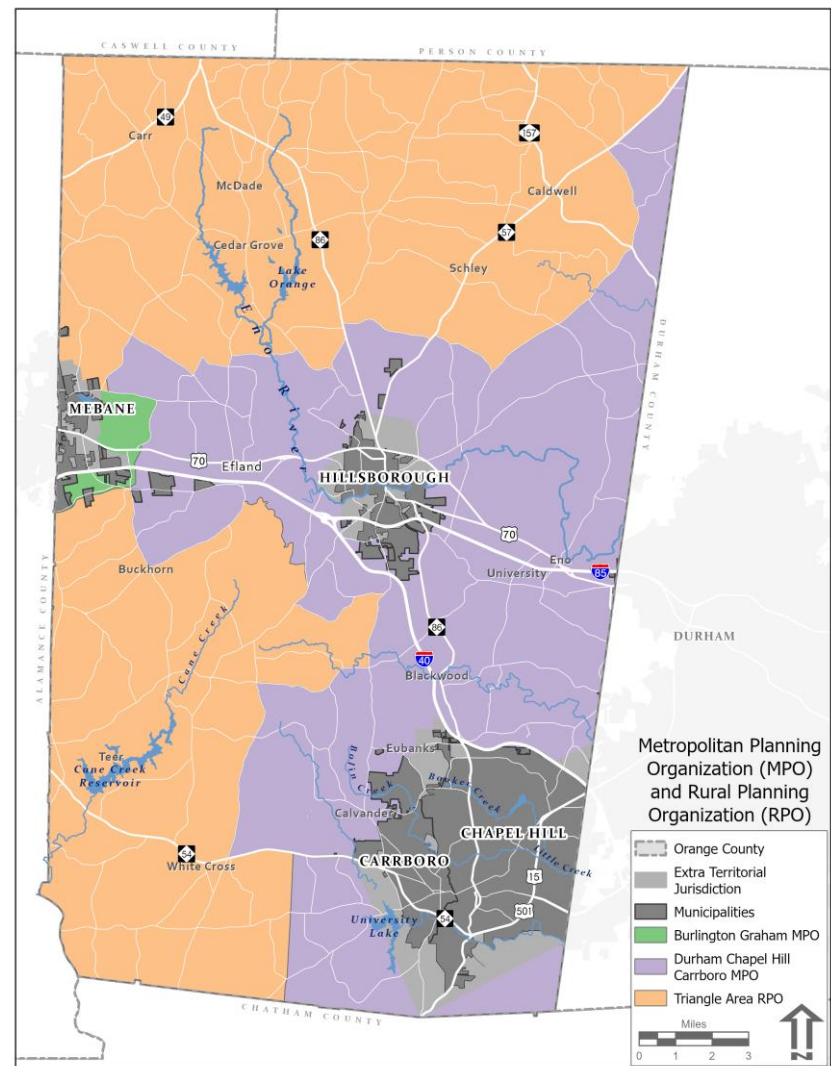 CASWELL COUNTY
PERSON COUNTY
49
Carr
157
McDade
Caldwell
Cedar Grove
86
57
Lake
Orange
Schley
Eno River
DURHAM COUNTY
MEBANE
70
Efland
HILLSBOROUGH
70
Eno
University
85
Buckhorn
ALAMANCE COUNTY
Cane Creek
86
DURHAM
40
Blackwood
Teer
Cane Creek
Reservoir
Eubanks
Bolin Creek
Booker Creek
Calvander
CHAPEL HILL
Little Creek
54
White Cross
CARRBORO
15
University
Lake
54
501
CHATHAM COUNTY
Metropolitan Planning
Organization (MPO)
and Rural Planning
Organization (RPO)
Orange County
Extra Territorial
Jurisdiction
Municipalities
Burlington Graham MPO
Durham Chapel Hill
Carrboro MPO
Triangle Area RPO
Miles
0 1 2 3
N